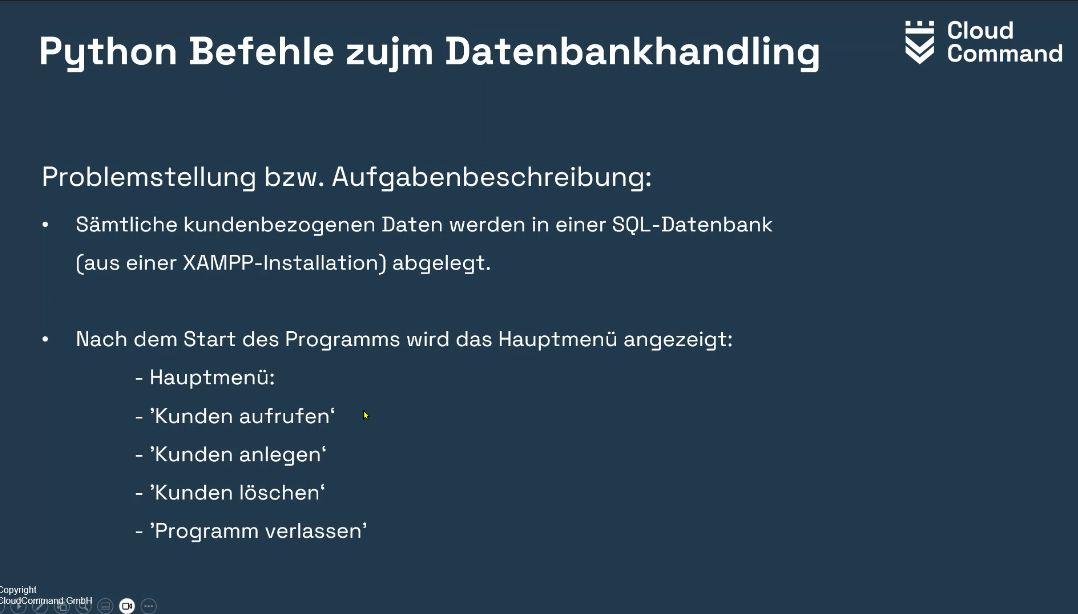 Python Befehle zujm Datenbankhandling
Cloud
Command
Problemstellung bzw. Aufgabenbeschreibung:
• Sämtliche kundenbezogenen Daten werden in einer SQL-Datenbank
(aus einer XAMPP-Installation) abgelegt.
• Nach dem Start des Programms wird das Hauptmenü angezeigt:
- Hauptmenü:
- ’Kunden aufrufen‘
- ’Kunden anlegen‘
- ’Kunden löschen‘
- ’Programm verlassen’
Copyright
CloudCommand GmbH